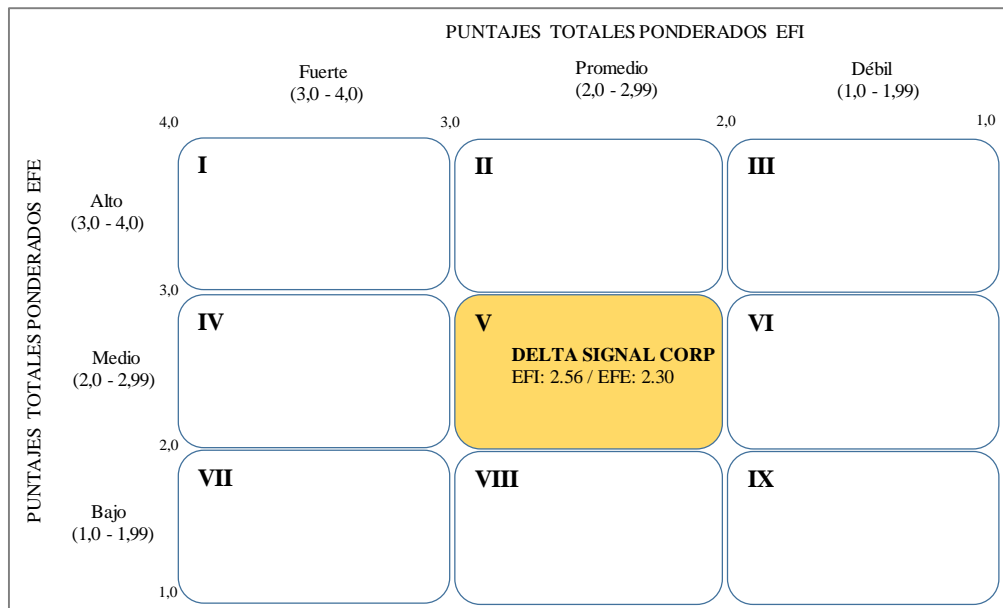 PUNTAJES TOTALES PONDERADOS EFI
Fuerte
(3,0 - 4,0)
Promedio
(2,0 - 2,99)
Débil
(1,0 - 1,99)
4,0
3,0
2,0
1,0
PUNTAJES TOTALES PONDERADOS EFE
Alto
(3,0 - 4,0)
I
II
III
3,0
Medio
(2,0 - 2,99)
IV
V
DELTA SIGNAL CORP
EFI: 2.56 / EFE: 2.30
VI
2,0
Bajo
(1,0 - 1,99)
VII
VIII
IX
1,0